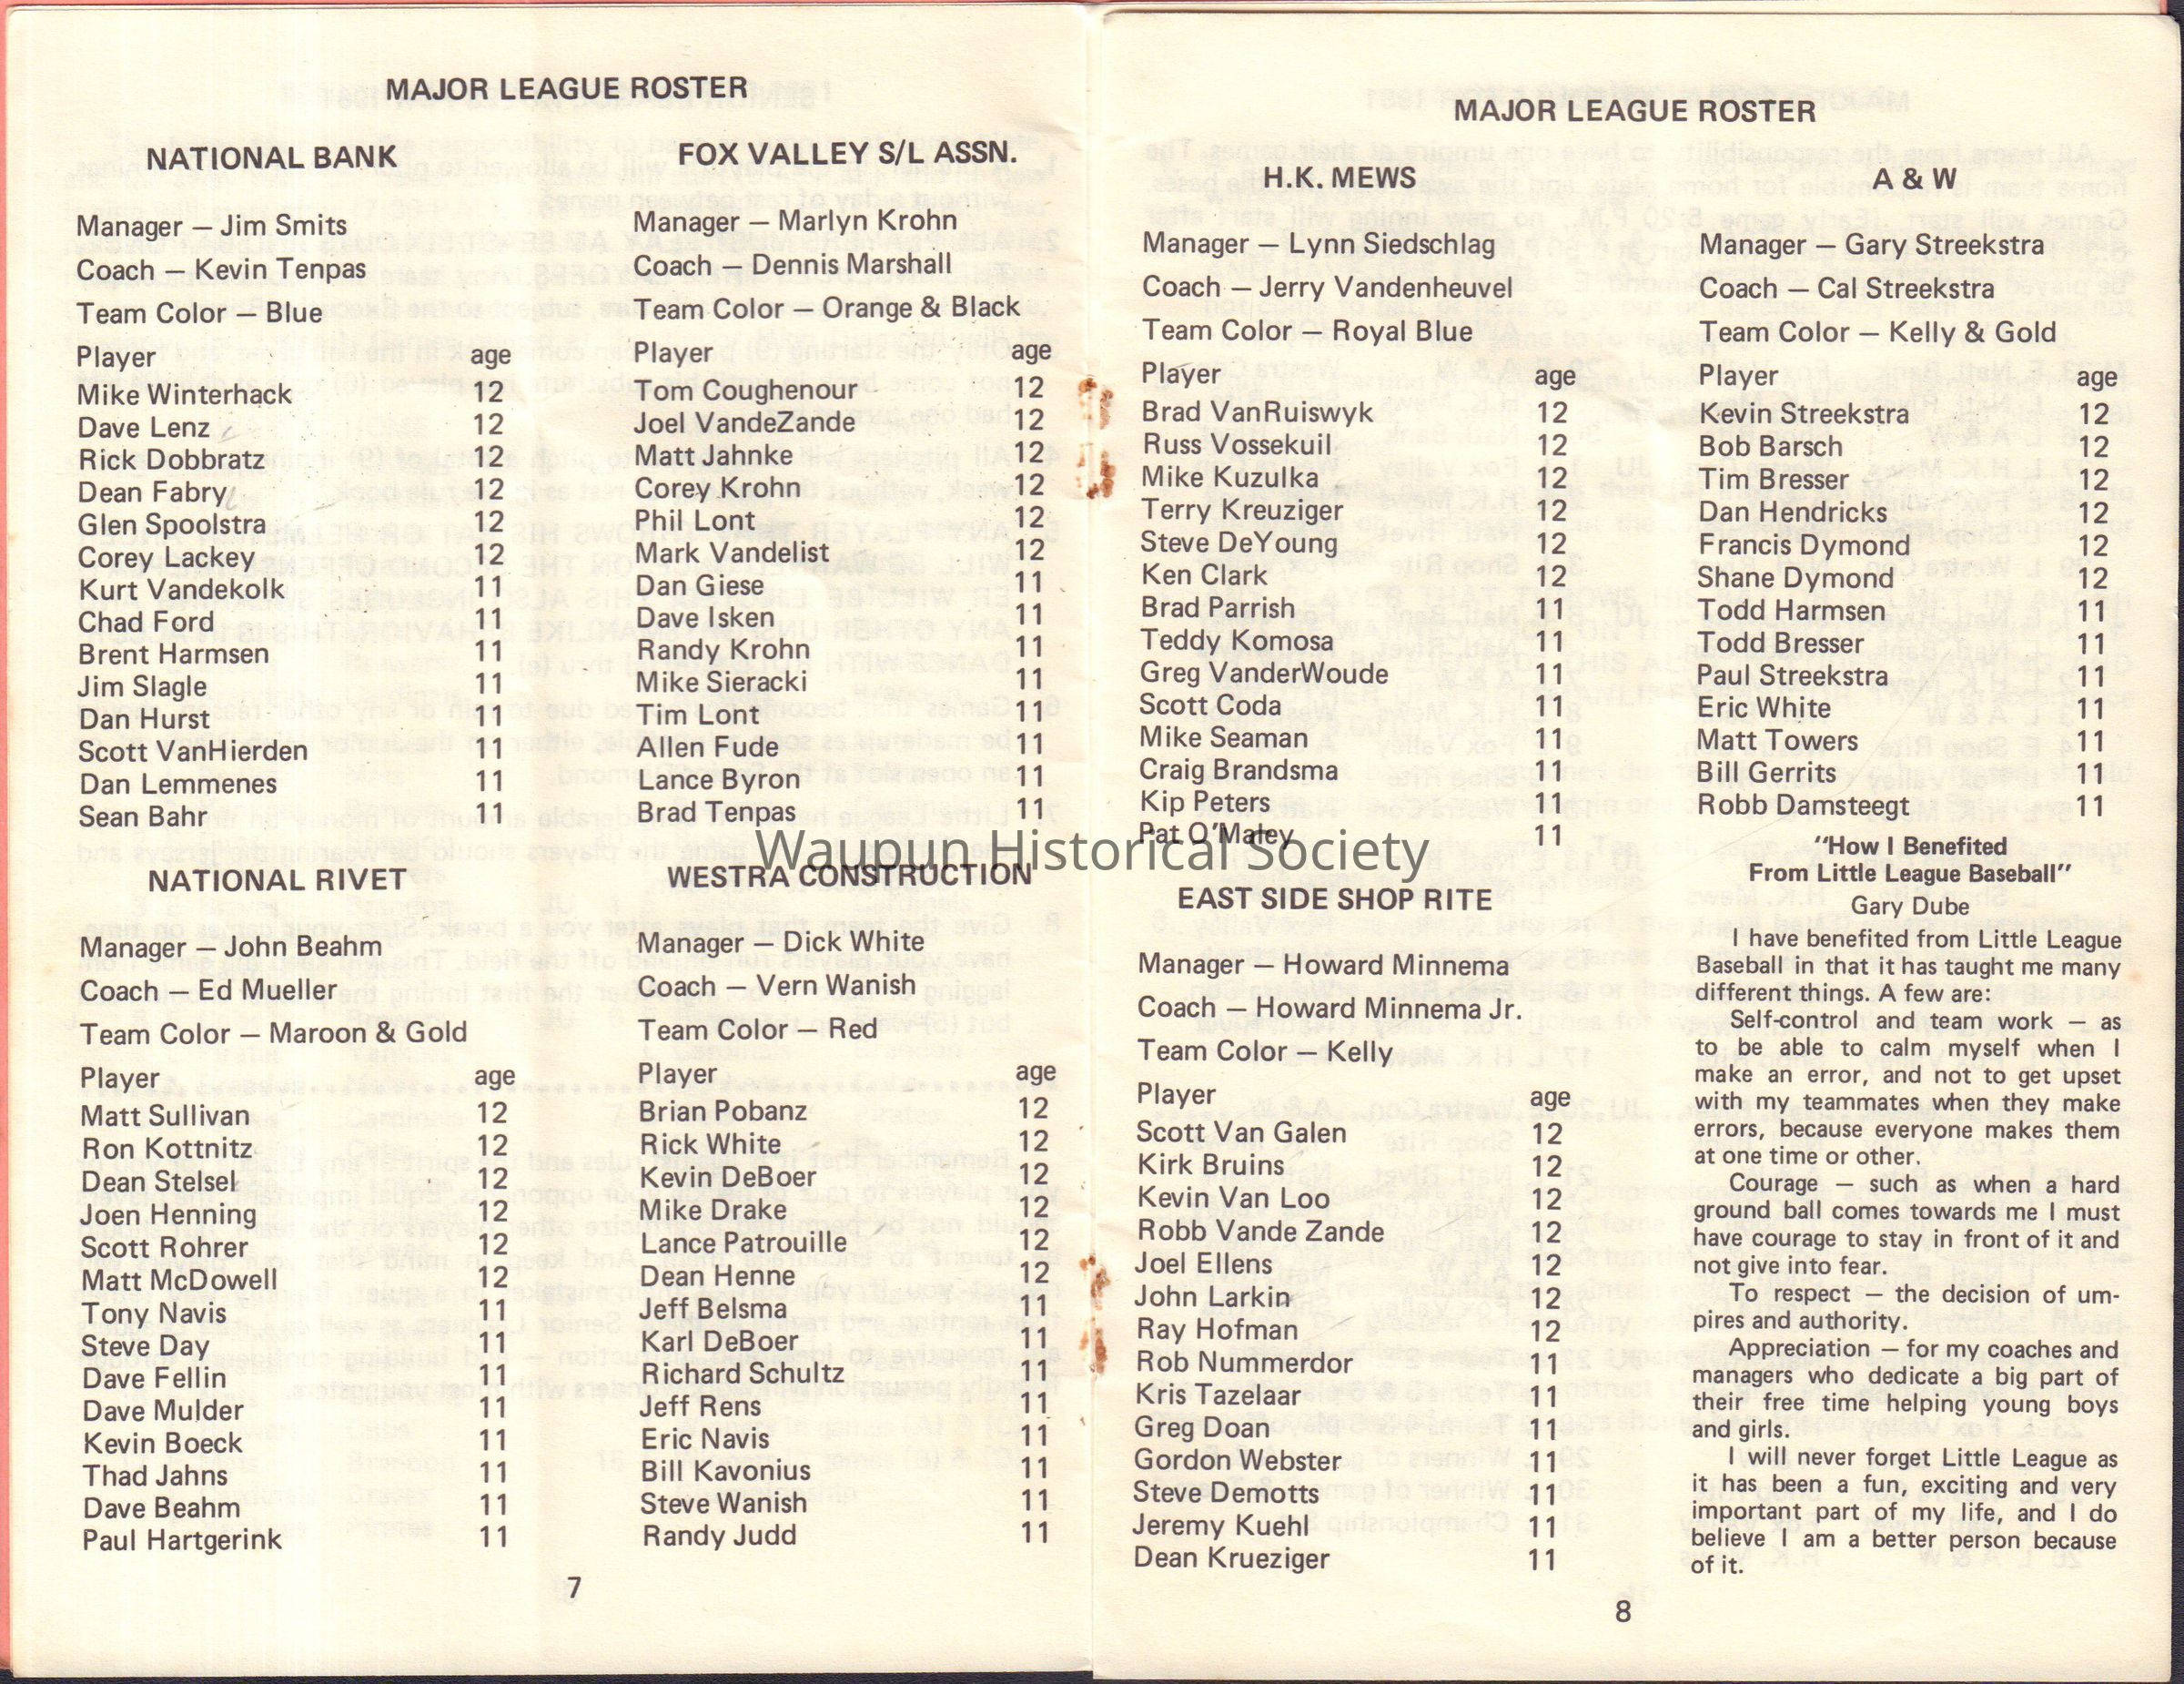 MAJOR LEAGUE ROSTER
NATIONAL BANK
Manager — Jim Smits
Coach — Kevin Tenpas
Team Color — Blue
Player age
Mike Winterhack 12
Dave Lenz 12
Rick Dobbratz 12
Dean Fabry 12
Glen Spoolstra 12
Corey Lackey 12
Kurt Vandekolk 11
Chad Ford 11
Brent Harmsen 11
Jim Slagle 11
Dan Hurst 11
Scott VanHierden 11
Dan Lemmenes 11
Sean Bahr 11
FOX VALLEY S/L ASSN.
Manager — Marlyn Krohn
Coach — Dennis Marshall
Team Color — Orange & Black
Player age
Tom Coughenour 12
Joel VandeZande 12
Matt Jahnke 12
Corey Krohn 12
Phil Lont 12
Mark Vandelist 12
Dan Giese 11
Dave Isken 11
Randy Krohn 11
Mike Sieracki 11
Tim Lont 11
Allen Fude 11
Lance Byron 11
Brad Tenpas 11
NATIONAL RIVET
Manager — John Beahm
Coach — Ed Mueller
Team Color — Maroon & Gold
Player age
Matt Sullivan 12
Ron Kottnitz 12
Dean Stelsel 12
Joen Henning 12
Scott Rohrer 12
Matt McDowell 12
Tony Navis 11
Steve Day 11
Dave Fellin 11
Dave Mulder 11
Kevin Boeck 11
Thad Jahns 11
Dave Beahm 11
Paul Hartgerink 11
WESTRA CONSTRUCTION
Manager — Dick White
Coach — Vern Wanish
Team Color — Red
Player age
Brian Pobanz 12
Rick White 12
Kevin DeBoer 12
Mike Drake 12
Lance Patrouille 12
Dean Henne 12
Jeff Belsma 11
Karl DeBoer 11
Richard Schultz 11
Jeff Rens 11
Eric Navis 11
Bill Kavonius 11
Steve Wanish 11
Randy Judd 11
7
MAJOR LEAGUE ROSTER
H.K. MEWS
Manager — Lynn Siedschlag
Coach — Jerry Vandenheuvel
Team Color — Royal Blue
Player age
Brad VanRuiswyk 12
Russ Vossekuil 12
Mike Kuzulka 12
Terry Kreuziger 12
Steve DeYoung 12
Ken Clark 12
Brad Parrish 11
Teddy Komosa 11
Greg VanderWoude 11
Scott Coda 11
Mike Seaman 11
Craig Brandsma 11
Kip Peters 11
Pat O'Maley 11
EAST SIDE SHOP RITE
Manager — Howard Minnema
Coach — Howard Minnema Jr.
Team Color — Kelly
Player age
Scott Van Galen 12
Kirk Bruins 12
Kevin Van Loo 12
Robb Vande Zande 12
Joel Ellens 12
John Larkin 12
Ray Hofman 12
Rob Nummerdor 11
Kris Tazelaar 11
Greg Doan 11
Gordon Webster 11
Steve Demotts 11
Jeremy Kuehl 11
Dean Krueziger 11
A & W
Manager — Gary Streekstra
Coach — Cal Streekstra
Team Color — Kelly & Gold
Player age
Kevin Streekstra 12
Bob Barsch 12
Tim Bresser 12
Dan Hendricks 12
Francis Dymond 12
Shane Dymond 12
Todd Harmsen 11
Todd Bresser 11
Paul Streekstra 11
Eric White 11
Matt Towers 11
Bill Gerrits 11
Robb Damsteegt 11
"How I Benefited
From Little League Baseball"
Gary Dube
I have benefited from Little League
Baseball in that it has taught me many
different things. A few are:
Self-control and team work — as
to be able to calm myself when I
make an error, and not to get upset
with my teammates when they make
errors, because everyone makes them
at one time or other.
Courage — such as when a hard
ground ball comes towards me I must
have courage to stay in front of it and
not give into fear.
To respect — the decision of um-
pires and authority.
Appreciation — for my coaches and
managers who dedicate a big part of
their free time helping young boys
and girls.
I will never forget Little League as
it has been a fun, exciting and very
important part of my life, and I do
believe I am a better person because
of it.
8
Waupun Historical Society